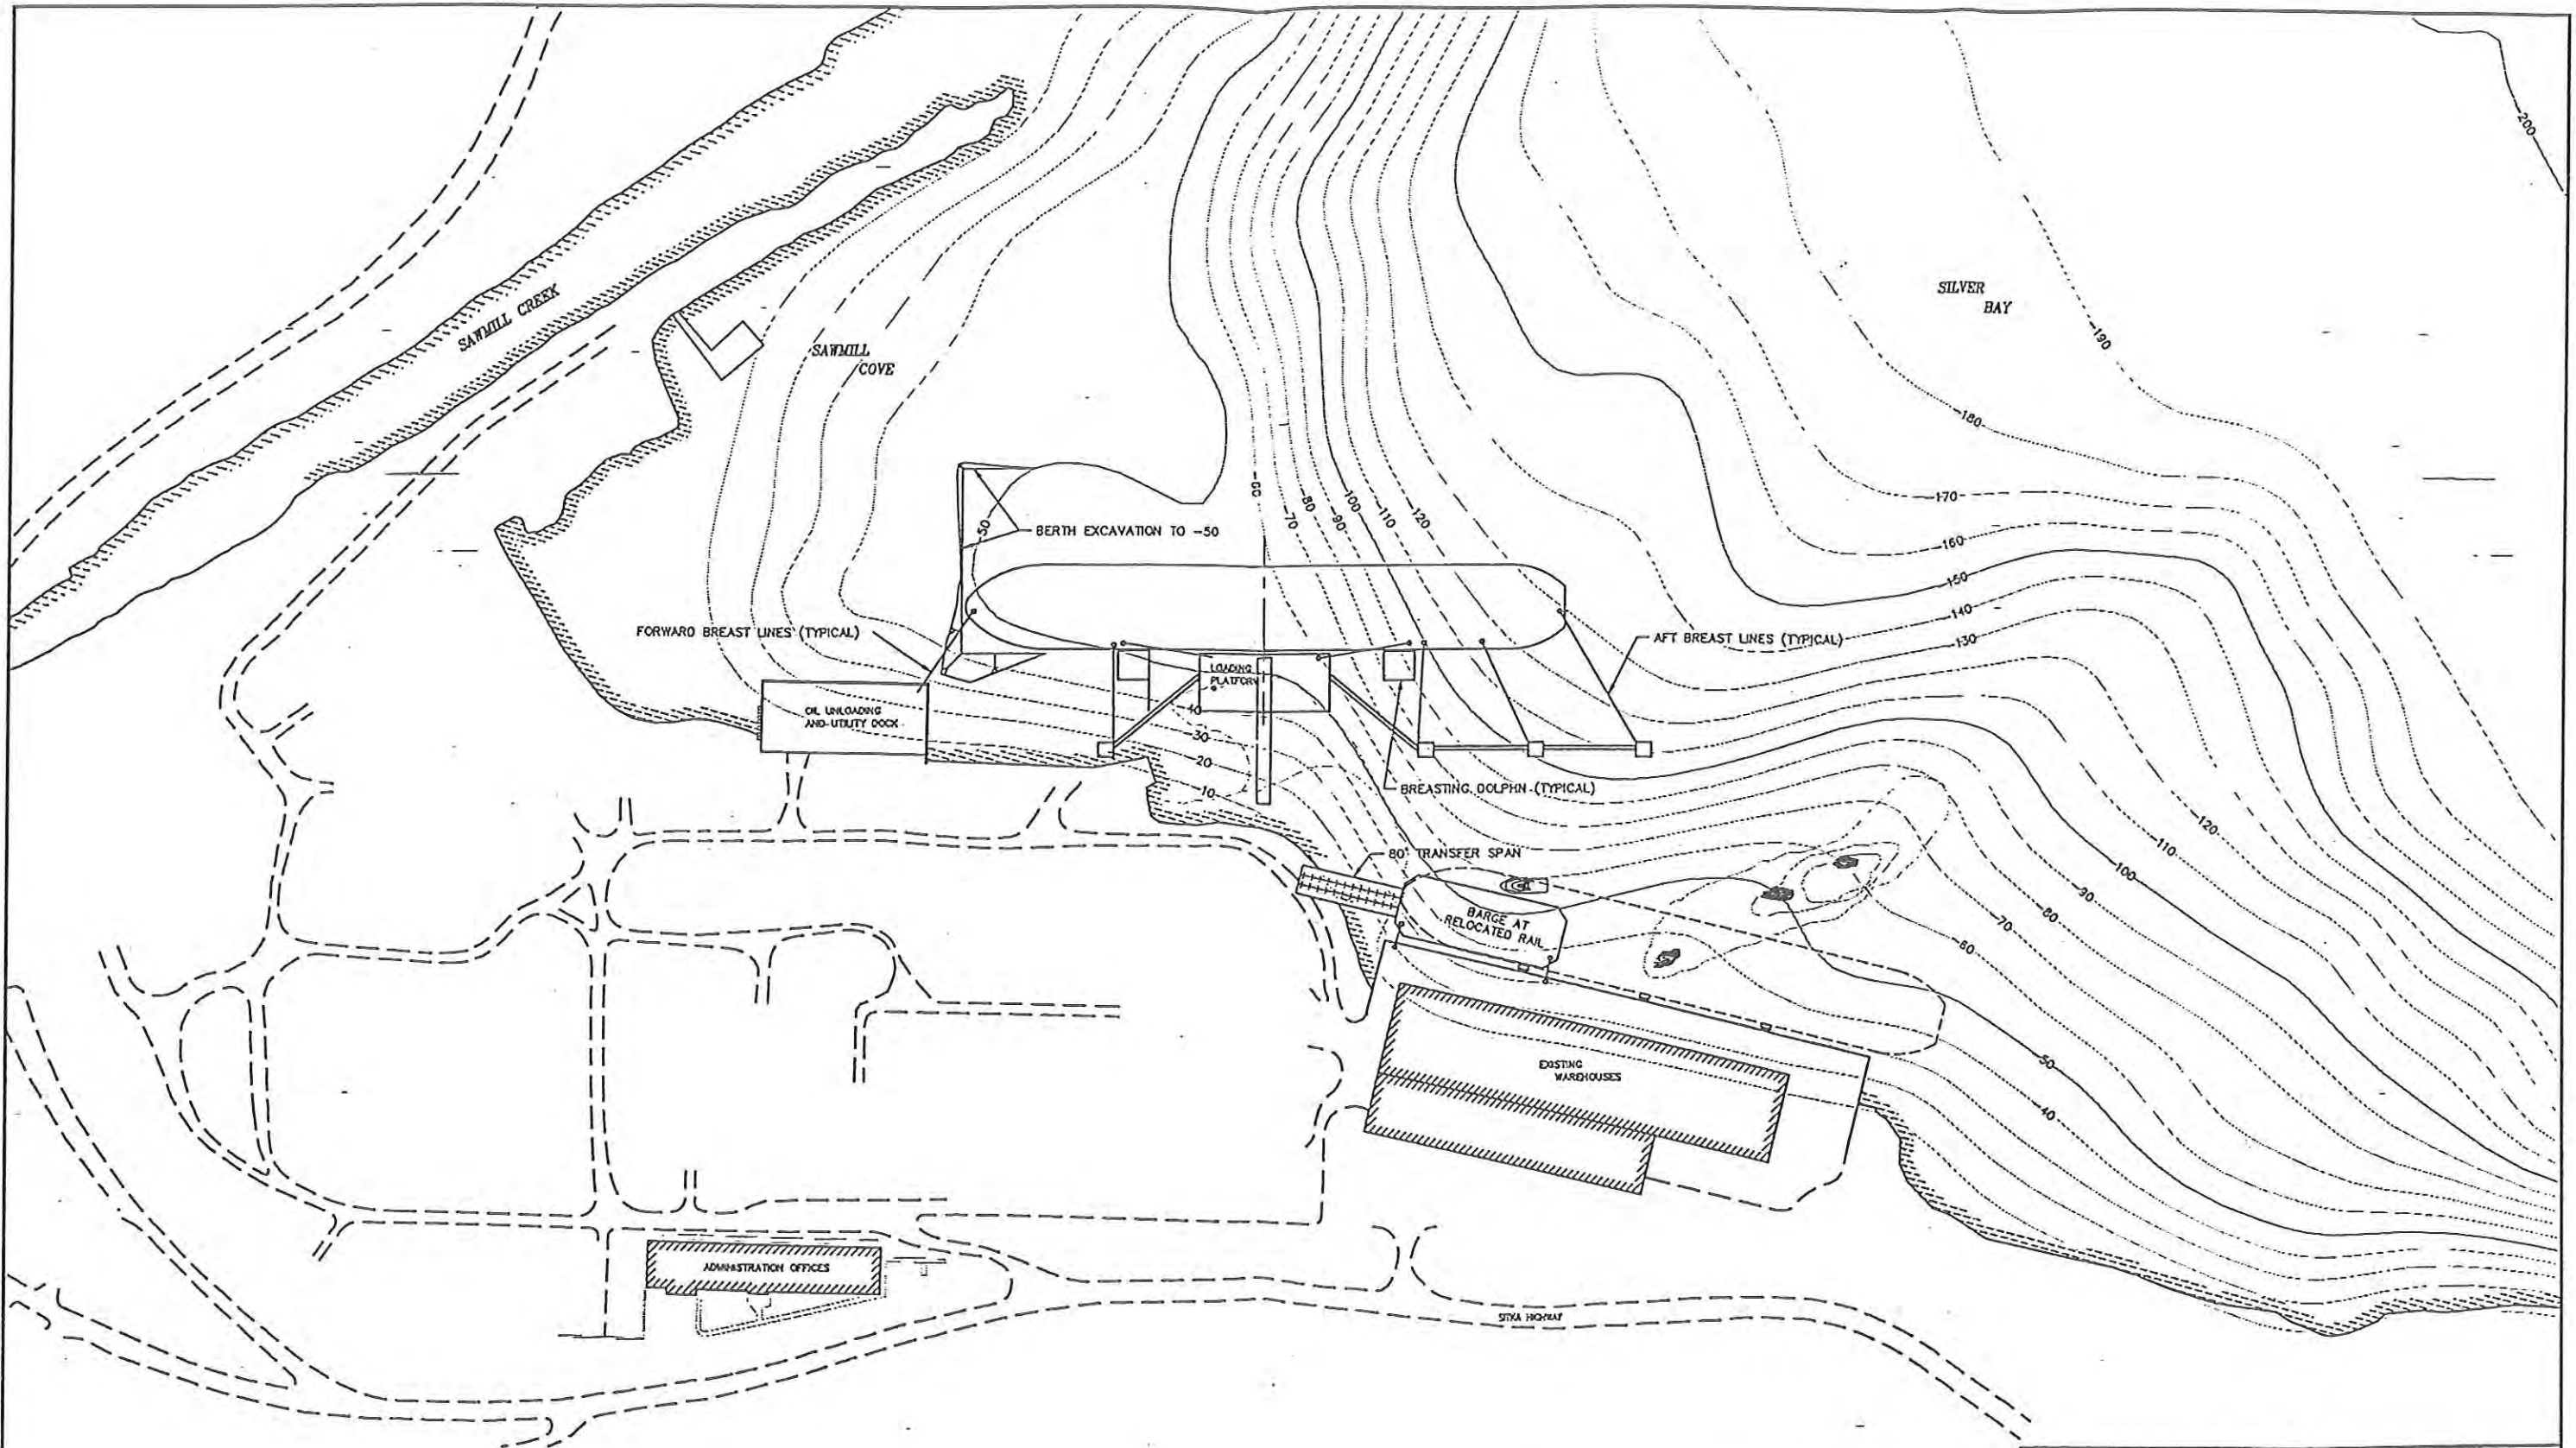 200
SAWMILL CREEK
SILVER
BAY
190
SAWMILL
COVE
180
170
160
150
140
130
60
70
80
90
100
110
120
50
BERTH EXCAVATION TO -50
FORWARD BREAST LINES (TYPICAL)
AFT BREAST LINES (TYPICAL)
LOADING
PLATFORM
OIL UNLOADING
AND UTILITY DOCK
40
30
20
10
BREASTING DOLPHN (TYPICAL)
80' TRANSFER SPAN
BARGE AT
RELOCATED RAIL
120
110
100
90
80
70
60
50
40
EXISTING
WAREHOUSES
ADMINISTRATION OFFICES
SITKA HIGHWAY